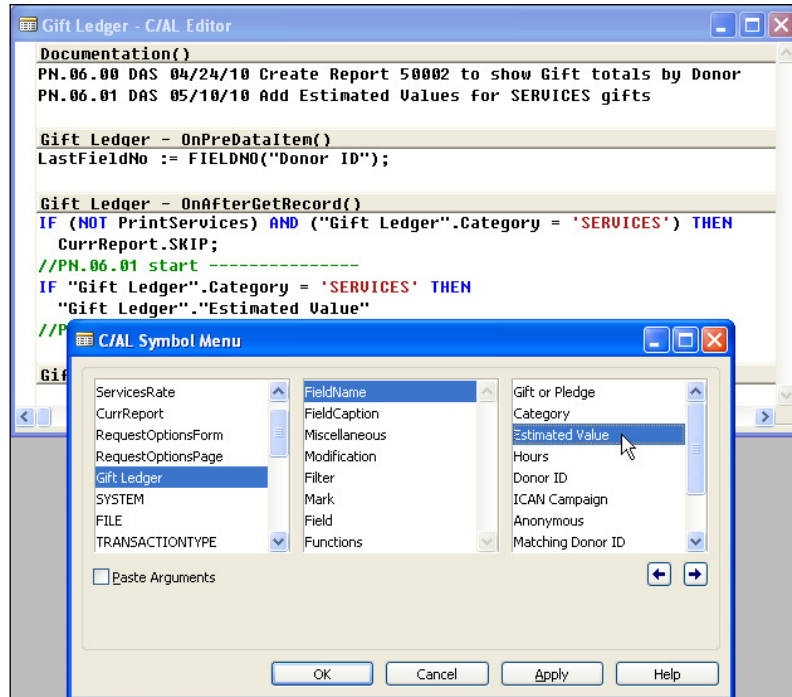 Gift Ledger - C/AL Editor
Documentation()
PN.06.00 DAS 04/24/10 Create Report 50002 to show Gift totals by Donor
PN.06.01 DAS 05/10/10 Add Estimated Values for SERVICES gifts
Gift Ledger - OnPreDataItem()
LastFieldNo := FIELDNO("Donor ID");
Gift Ledger - OnAfterGetRecord()
IF (NOT PrintServices) AND ("Gift Ledger".Category = 'SERVICES') THEN
CurrReport.SKIP;
//PN.06.01 start ---------------
IF "Gift Ledger".Category = 'SERVICES' THEN
"Gift Ledger"."Estimated Value"
//P
Gif
C/AL Symbol Menu
ServicesRate
CurrReport
RequestOptionsForm
RequestOptionsPage
Gift Ledger
SYSTEM
FILE
TRANSACTIONTYPE
FieldName
FieldCaption
Miscellaneous
Modification
Filter
Mark
Field
Functions
Gift or Pledge
Category
Estimated Value
Hours
Donor ID
ICAN Campaign
Anonymous
Matching Donor ID
Paste Arguments
OK Cancel Apply Help